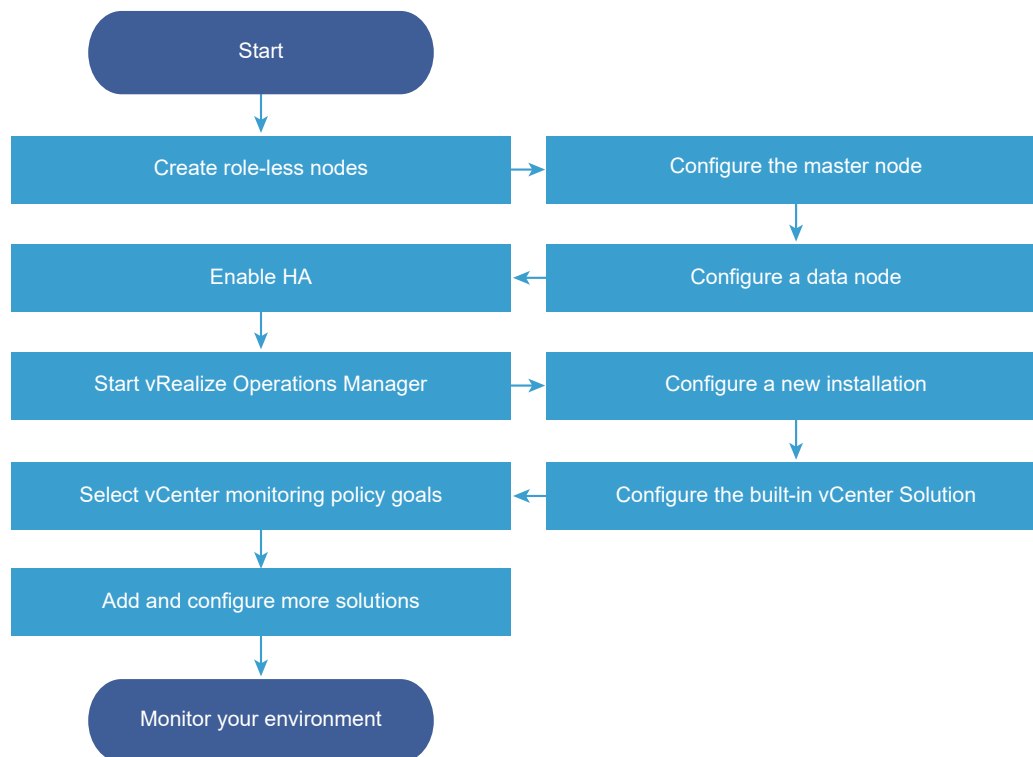 Start
Create role-less nodes
Configure the master node
Configure a data node
Enable HA
Start vRealize Operations Manager
Configure a new installation
Configure the built-in vCenter Solution
Select vCenter monitoring policy goals
Add and configure more solutions
Monitor your environment